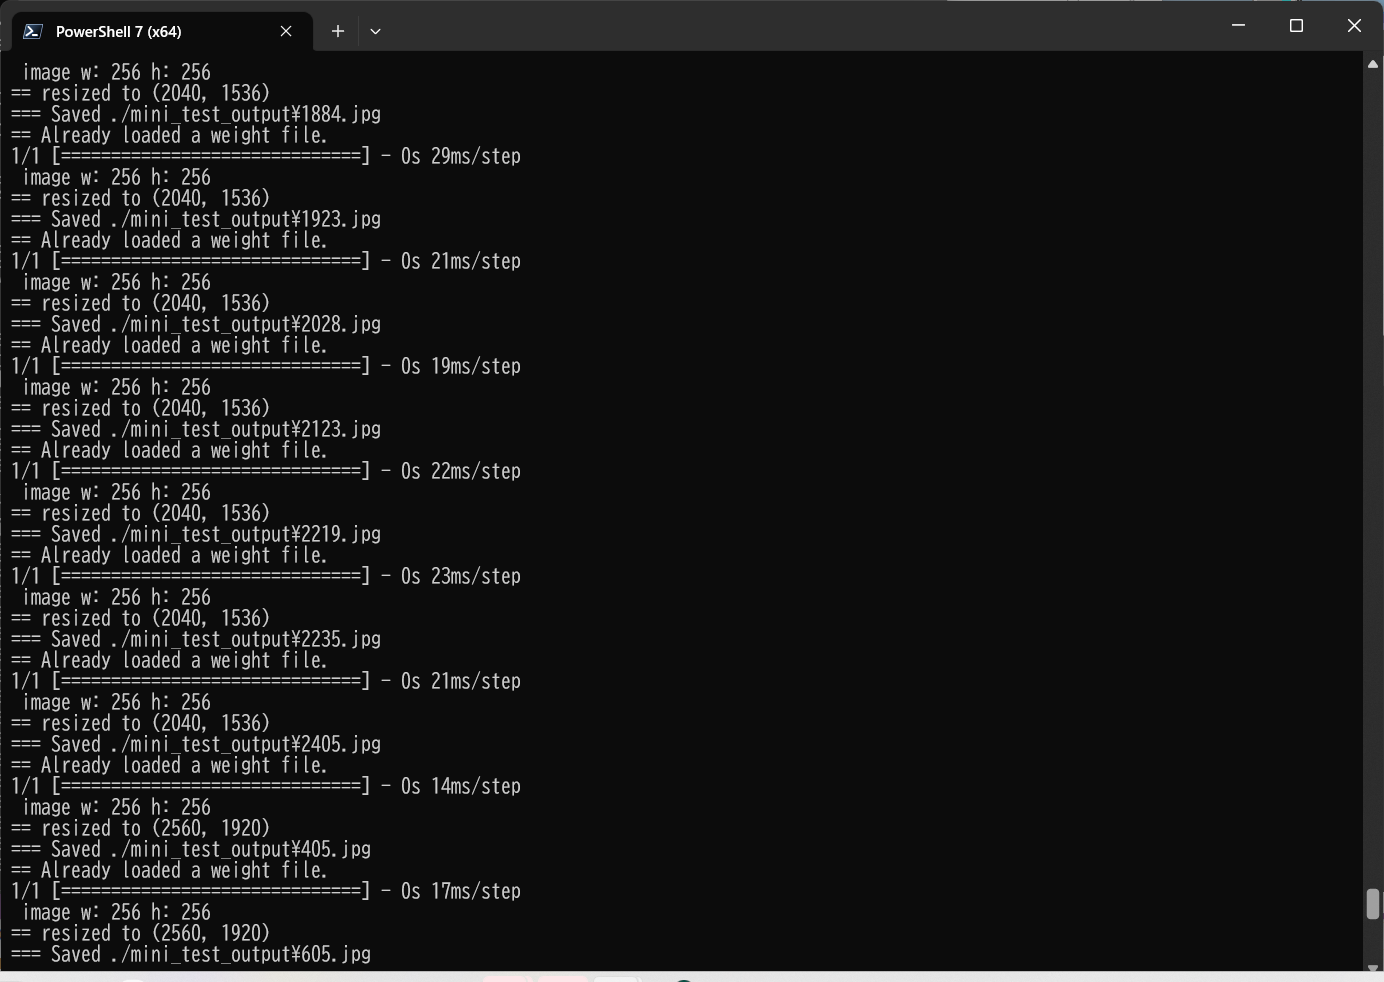 PowerShell 7 (x64)
image w: 256 h: 256
== resized to (2040, 1536)
=== Saved ./mini_test_output¥1884.jpg
== Already loaded a weight file.
1/1 [==============================] - 0s 29ms/step
image w: 256 h: 256
== resized to (2040, 1536)
=== Saved ./mini_test_output¥1923.jpg
== Already loaded a weight file.
1/1 [==============================] - 0s 21ms/step
image w: 256 h: 256
== resized to (2040, 1536)
=== Saved ./mini_test_output¥2028.jpg
== Already loaded a weight file.
1/1 [==============================] - 0s 19ms/step
image w: 256 h: 256
== resized to (2040, 1536)
=== Saved ./mini_test_output¥2123.jpg
== Already loaded a weight file.
1/1 [==============================] - 0s 22ms/step
image w: 256 h: 256
== resized to (2040, 1536)
=== Saved ./mini_test_output¥2219.jpg
== Already loaded a weight file.
1/1 [==============================] - 0s 23ms/step
image w: 256 h: 256
== resized to (2040, 1536)
=== Saved ./mini_test_output¥2235.jpg
== Already loaded a weight file.
1/1 [==============================] - 0s 21ms/step
image w: 256 h: 256
== resized to (2040, 1536)
=== Saved ./mini_test_output¥2405.jpg
== Already loaded a weight file.
1/1 [==============================] - 0s 14ms/step
image w: 256 h: 256
== resized to (2560, 1920)
=== Saved ./mini_test_output¥405.jpg
== Already loaded a weight file.
1/1 [==============================] - 0s 17ms/step
image w: 256 h: 256
== resized to (2560, 1920)
=== Saved ./mini_test_output¥605.jpg